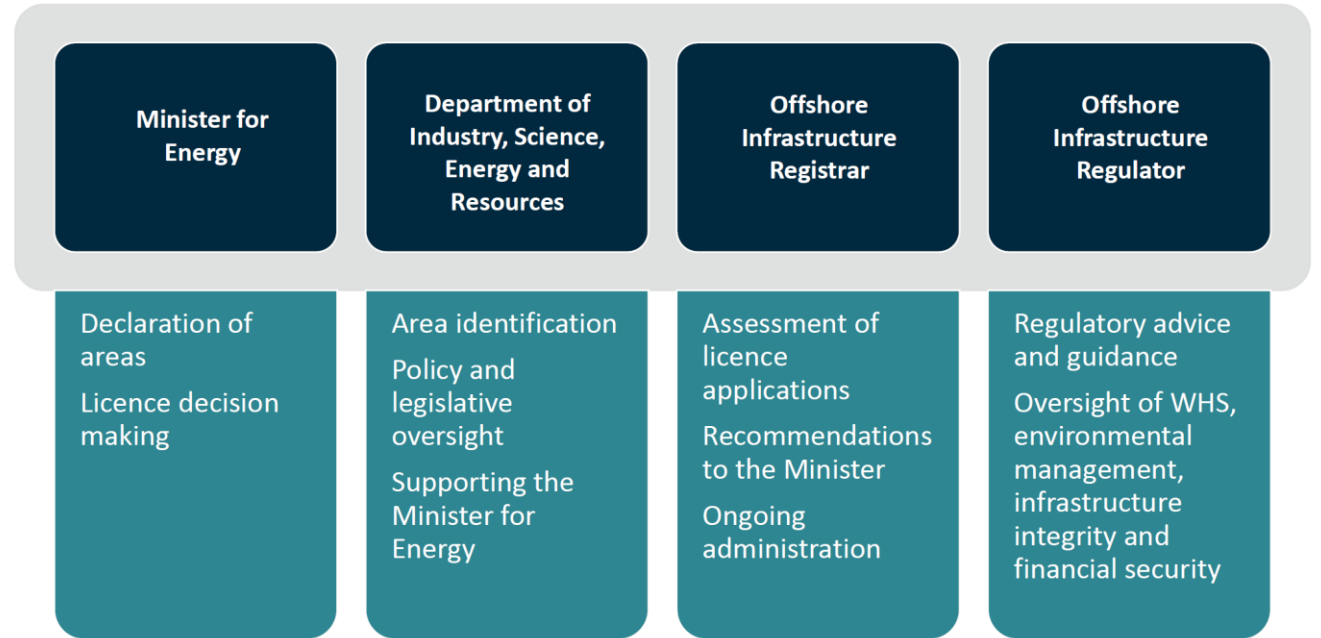 Minister for
Energy
Department of
Industry, Science,
Energy and
Resources
Offshore
Infrastructure
Registrar
Offshore
Infrastructure
Regulator
Declaration of
areas
Licence decision
making
Area identification
Policy and
legislative
oversight
Supporting the
Minister for
Energy
Assessment of
licence
applications
Recommendations
to the Minister
Ongoing
administration
Regulatory advice
and guidance
Oversight of WHS,
environmental
management,
infrastructure
integrity and
financial security